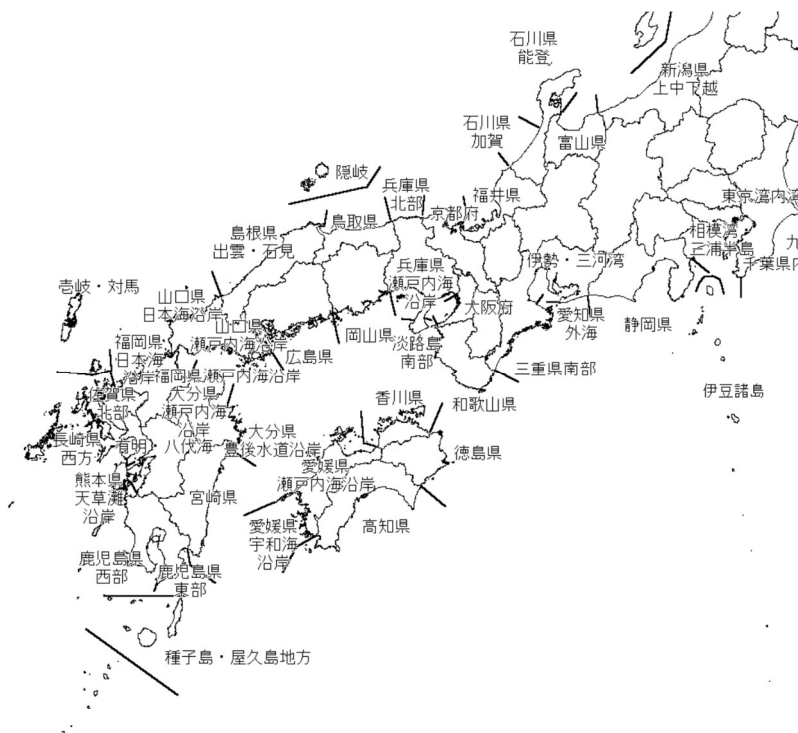 石川県
能登
新潟県
上中下越
石川県
加賀
富山県
隠岐
兵庫県
北部
福井県
京都府
鳥取県
島根県
出雲・石見
東京湾内湾
相模湾
三浦半島
千葉県内
九
伊勢・三河湾
兵庫県
瀬戸内海
沿岸
大阪府
壱岐・対馬
山口県
日本海沿岸
山口県
瀬戸内海沿岸
広島県
岡山県
淡路島
南部
愛知県
外海
静岡県
福岡県
日本海
沿岸
福岡県瀬戸内海沿岸
三重県南部
伊豆諸島
佐賀県
北部
大分県
瀬戸内海
沿岸
香川県
和歌山県
長崎県
西方
有明
八代海
大分県
豊後水道沿岸
愛媛県
瀬戸内海沿岸
徳島県
熊本県
天草灘
沿岸
宮崎県
愛媛県
宇和海
沿岸
高知県
鹿児島県
西部
鹿児島県
東部
種子島・屋久島地方